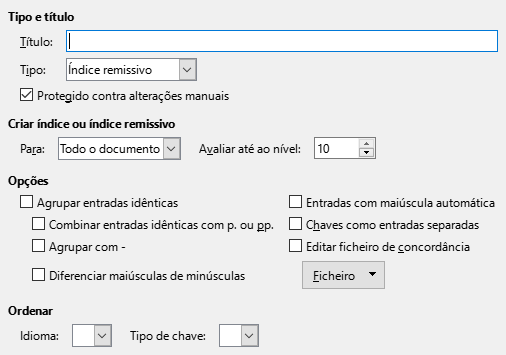 Tipo e título
Título:
Tipo: Índice remissivo
Protegido contra alterações manuais
Criar índice ou índice remissivo
Para: Todo o documento Avaliar até ao nível: 10
Opções
Agrupar entradas idênticas Entradas com maiúscula automática
Combinar entradas idênticas com p. ou pp. Chaves como entradas separadas
Agrupar com - Editar ficheiro de concordância
Diferenciar maiúsculas de minúsculas Ficheiro
Ordenar
Idioma: Tipo de chave: